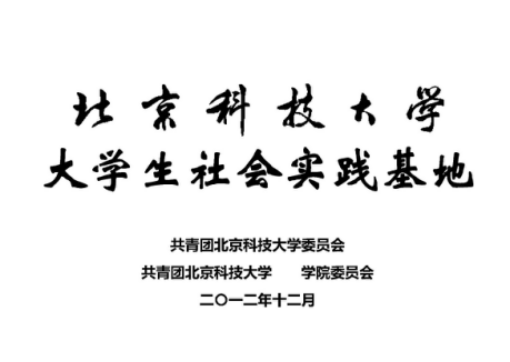 北京科技大学
大学生社会实践基地
共青团北京科技大学委员会
共青团北京科技大学　　学院委员会
二〇一二年十二月